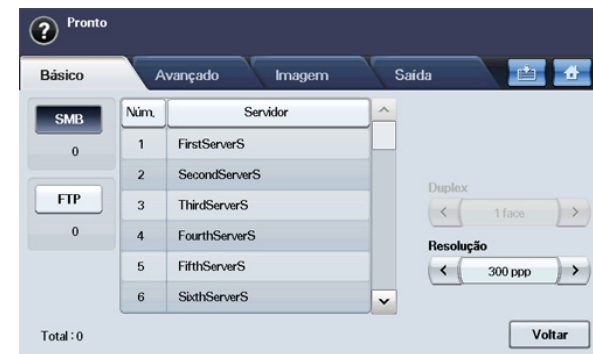 Pronto
Básico Avançado Imagem Saída
SMB
0
FTP
0
Núm. Servidor
1 FirstServerS
2 SecondServerS
3 ThirdServerS
4 FourthServerS
5 FifthServerS
6 SixthServerS
Duplex
1 face
Resolução
300 ppp
Total : 0
Voltar